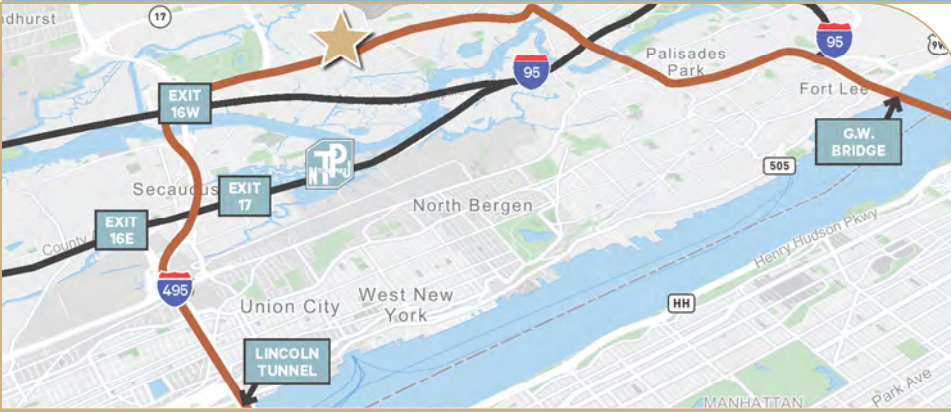 dhurst
17
95
95
Palisades
Park
Fort Lee
EXIT
16W
G.W.
BRIDGE
NTPJ
505
Secaucus
EXIT
17
North Bergen
EXIT
16E
County
Henry Hudson Pkwy
495
Union City
West New
York
HH
LINCOLN
TUNNEL
MANHATTAN
Park Ave